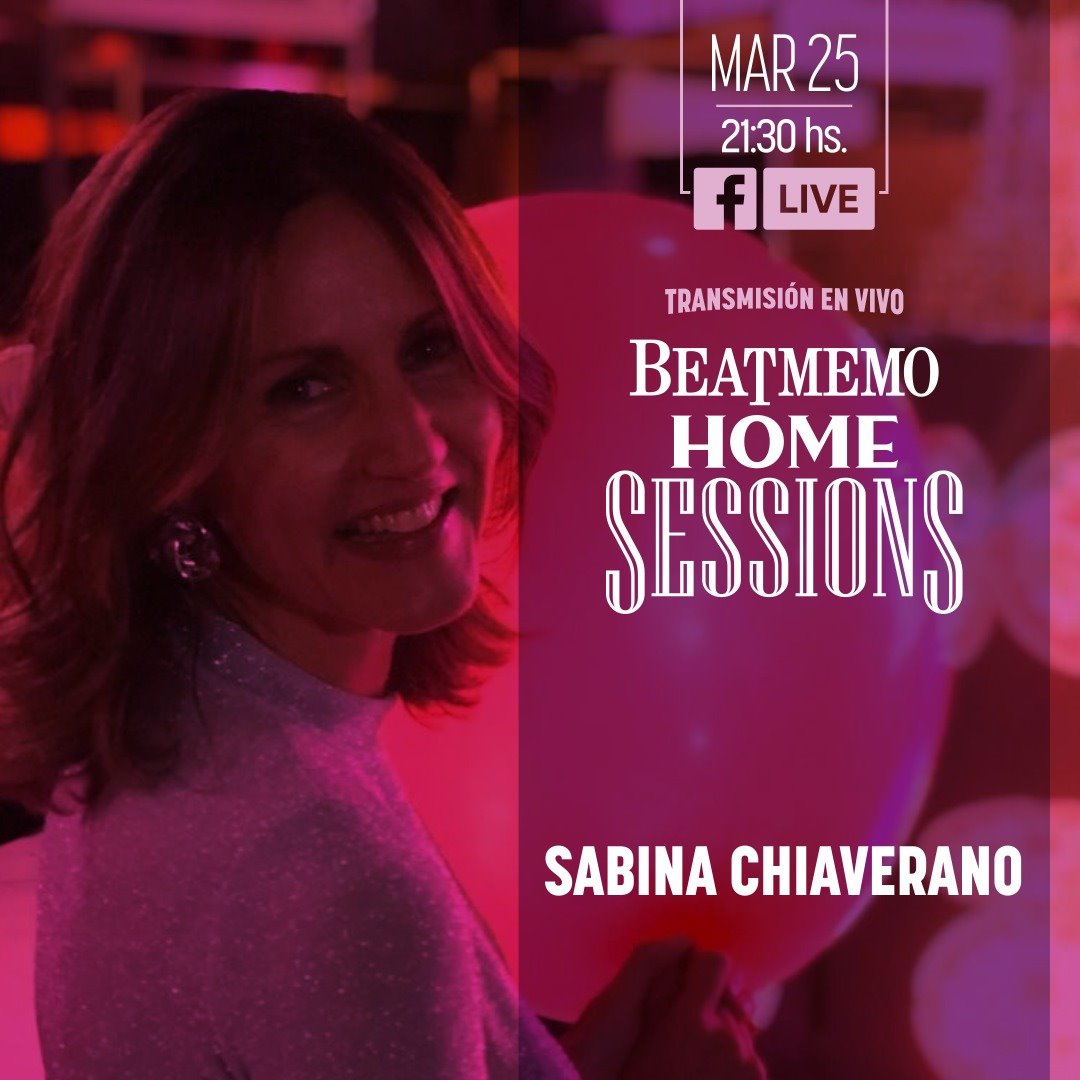 MAR 25
21:30 hs.
f LIVE
TRANSMISIÓN EN VIVO
BEATMEMO
HOME
SESSIONS
SABINA CHIAVERANO